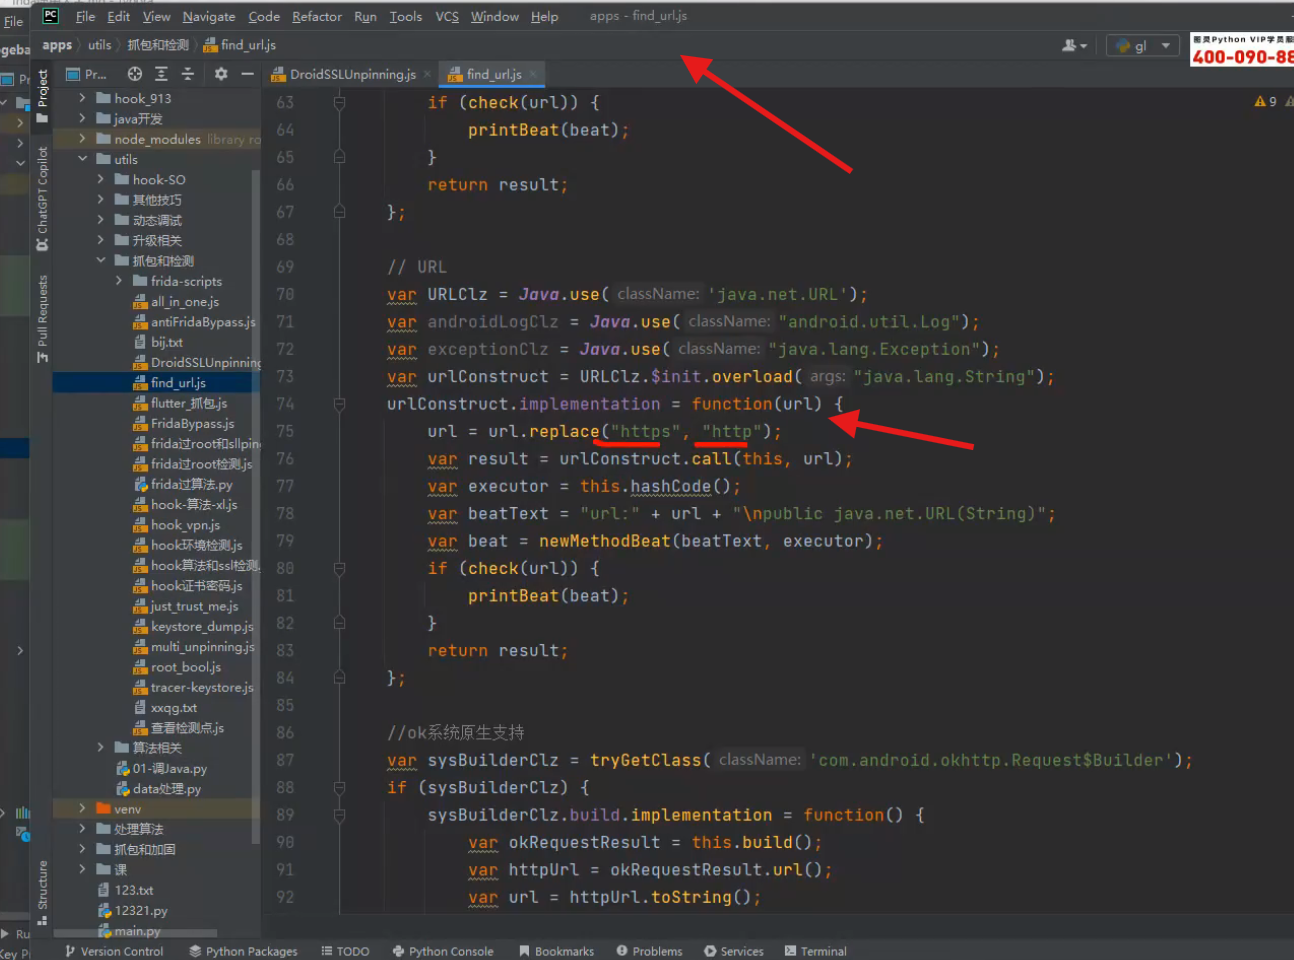 File Edit View Navigate Code Refactor Run Tools VCS Window Help apps - find_url.js
File
apps utils 抓包和检测 find_url.js
gl
图灵Python VIP学员服
400-090-88
Pr... DroidSSLUnpinning.js find_url.js
Project
ChatGPT Copilot
Pull Requests
Structure
hook_913
java开发
node_modules library ro
utils
hook-SO
其他技巧
动态调试
升级相关
抓包和检测
frida-scripts
all_in_one.js
antiFridaBypass.js
bij.txt
DroidSSLUnpinning
find_url.js
flutter_抓包.js
FridaBypass.js
frida过root和sllpin
frida过root检测.js
frida过算法.py
hook-算法-xl.js
hook_vpn.js
hook环境检测.js
hook算法和ssl检测.
hook证书密码.js
just_trust_me.js
keystore_dump.js
multi_unpinning.js
root_bool.js
tracer-keystore.js
xxqg.txt
查看检测点.js
算法相关
01-调Java.py
data处理.py
venv
处理算法
抓包和加固
课
123.txt
12321.py
main.py
9
63 if (check(url)) {
64 printBeat(beat);
65 }
66 return result;
67 };
68
69 // URL
70 var URLClz = Java.use( className: 'java.net.URL');
71 var androidLogClz = Java.use( className: "android.util.Log");
72 var exceptionClz = Java.use( className: "java.lang.Exception");
73 var urlConstruct = URLClz.$init.overload( args: "java.lang.String");
74 urlConstruct.implementation = function(url) {
75 url = url.replace("https", "http");
76 var result = urlConstruct.call(this, url);
77 var executor = this.hashCode();
78 var beatText = "url:" + url + "\npublic java.net.URL(String)";
79 var beat = newMethodBeat(beatText, executor);
80 if (check(url)) {
81 printBeat(beat);
82 }
83 return result;
84 };
85
86 //ok系统原生支持
87 var sysBuilderClz = tryGetClass( className: 'com.android.okhttp.Request$Builder');
88 if (sysBuilderClz) {
89 sysBuilderClz.build.implementation = function() {
90 var okRequestResult = this.build();
91 var httpUrl = okRequestResult.url();
92 var url = httpUrl.toString();
Version Control Python Packages TODO Python Console Bookmarks Problems Services Terminal